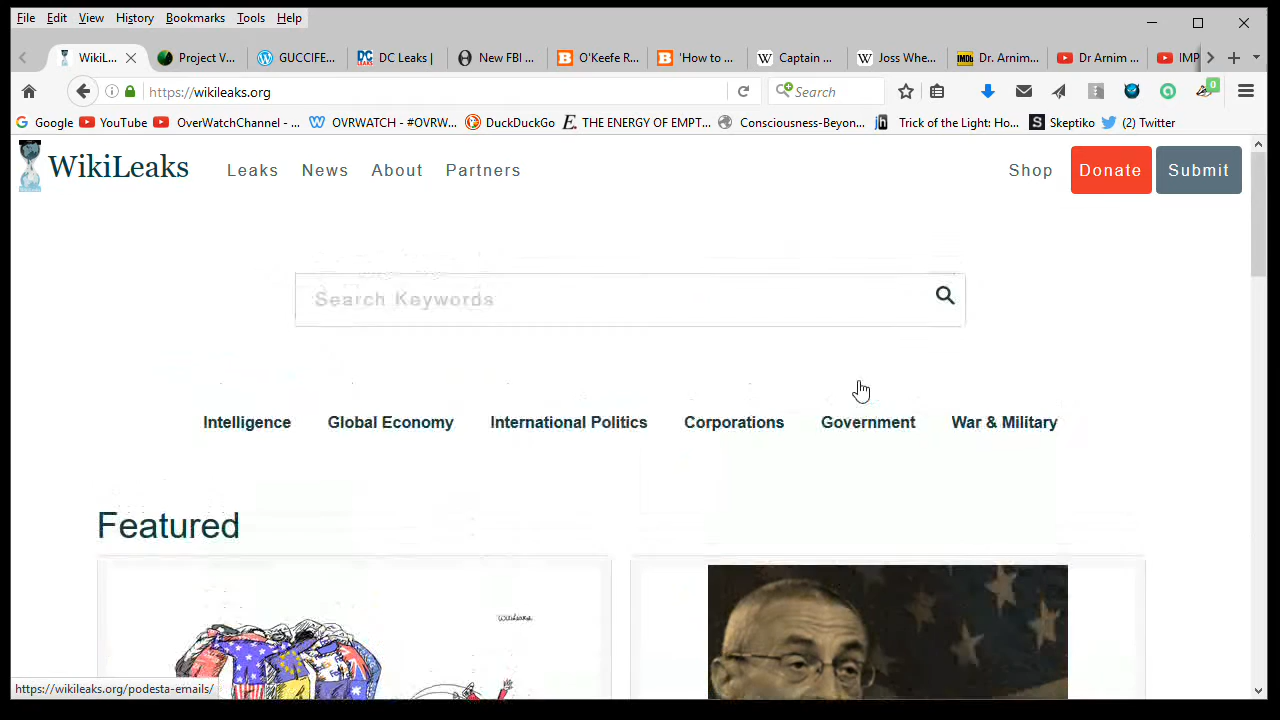 File Edit View History Bookmarks Tools Help
WikiL... Project V... GUCCIFE... DC Leaks | New FBI ... O'Keefe R... 'How to ... Captain ... Joss Whe... Dr. Arnim... Dr Arnim ... IMP
https://wikileaks.org Search 0
Google YouTube OverWatchChannel - ... OVRWATCH - #OVRW... DuckDuckGo THE ENERGY OF EMPT... Consciousness-Beyon... Trick of the Light: Ho... Skeptiko (2) Twitter
WikiLeaks Leaks News About Partners Shop Donate Submit
Search Keywords
Intelligence Global Economy International Politics Corporations Government War & Military
Featured
WikiLeaks
https://wikileaks.org/podesta-emails/